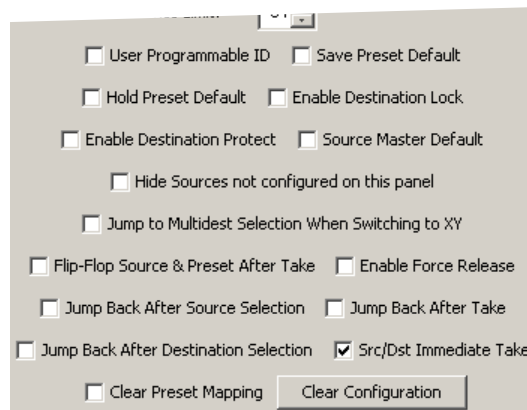 User Programmable ID Save Preset Default
Hold Preset Default Enable Destination Lock
Enable Destination Protect Source Master Default
Hide Sources not configured on this panel
Jump to Multidest Selection When Switching to XY
Flip-Flop Source & Preset After Take Enable Force Release
Jump Back After Source Selection Jump Back After Take
Jump Back After Destination Selection Src/Dst Immediate Take
Clear Preset Mapping Clear Configuration